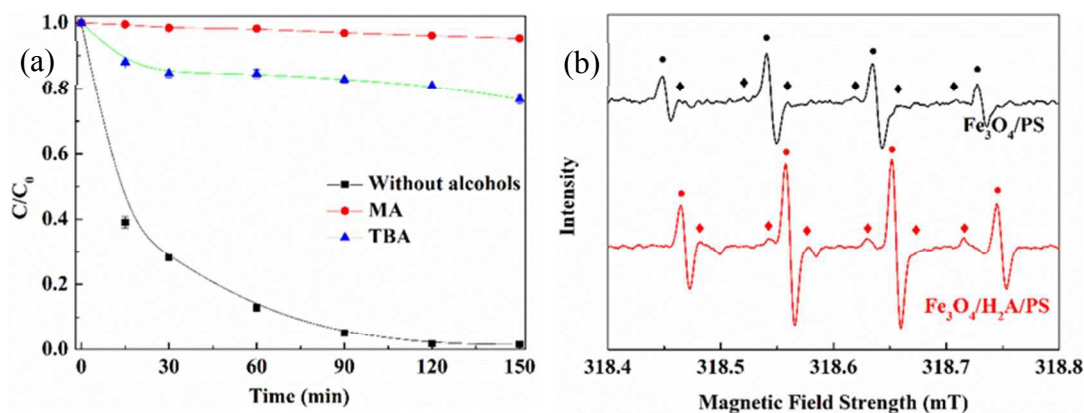 (a)
1.0
0.8
0.6
0.4
0.2
0.0
C/C₀
Without alcohols
MA
TBA
0 30 60 90 120 150
Time (min)
(b)
Fe₃O₄/PS
Fe₃O₄/H₂A/PS
Intensity
318.4 318.5 318.6 318.7 318.8
Magnetic Field Strength (mT)